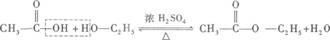 O O
浓 H2SO4
CH3—C—OH + HO—C2H5 ⇌ CH3—C—O—C2H5+H2O
△